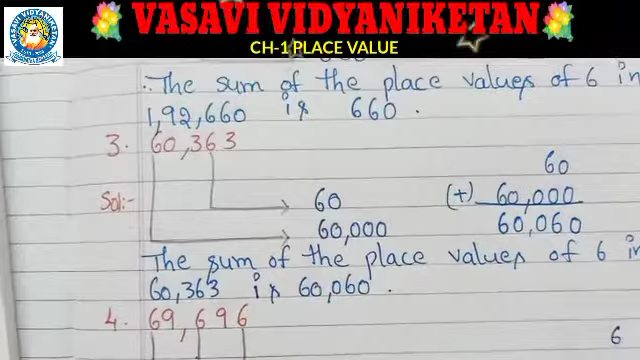 VASAVI VIDYANIKETAN
CH-1 PLACE VALUE
∴ The sum of the place values of 6 in
1,92,660 is 660.
3. 60,363
60
Sol:- 60 (+) 60,000
60,000 60,060
The sum of the place values of 6 in
60,363 is 60,060.
4. 69,696
6